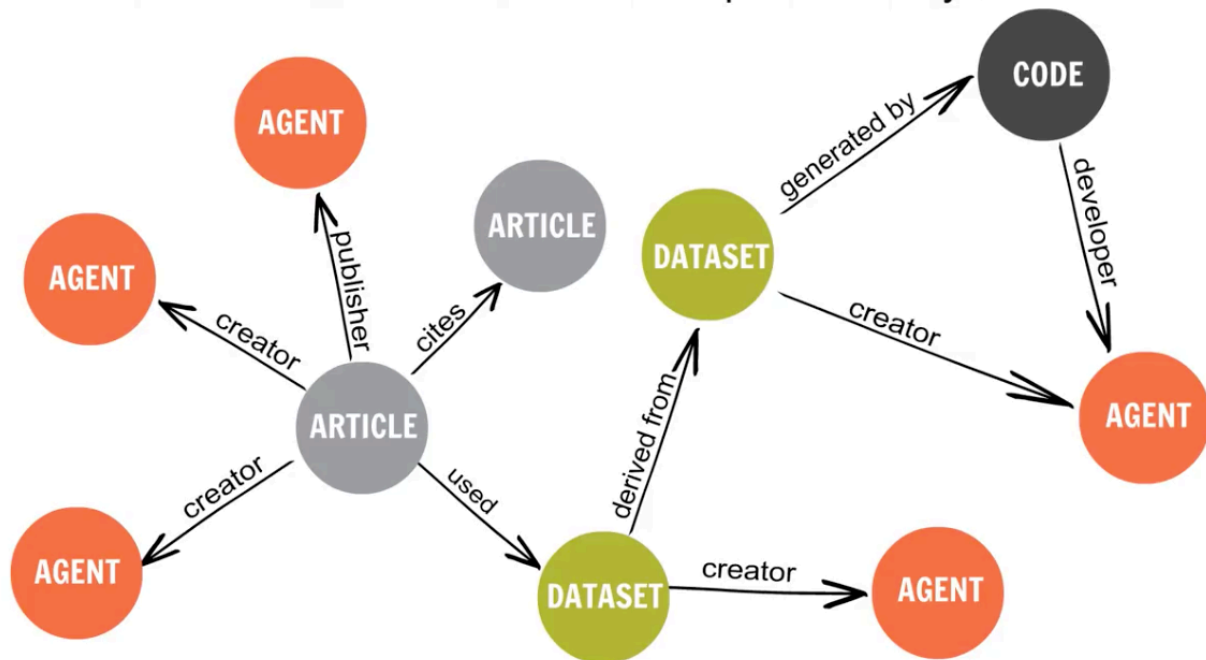 CODE
AGENT
generated by
developer
ARTICLE
DATASET
publisher
AGENT
cites
creator
creator
ARTICLE
AGENT
derived from
creator
used
AGENT
DATASET
creator
AGENT